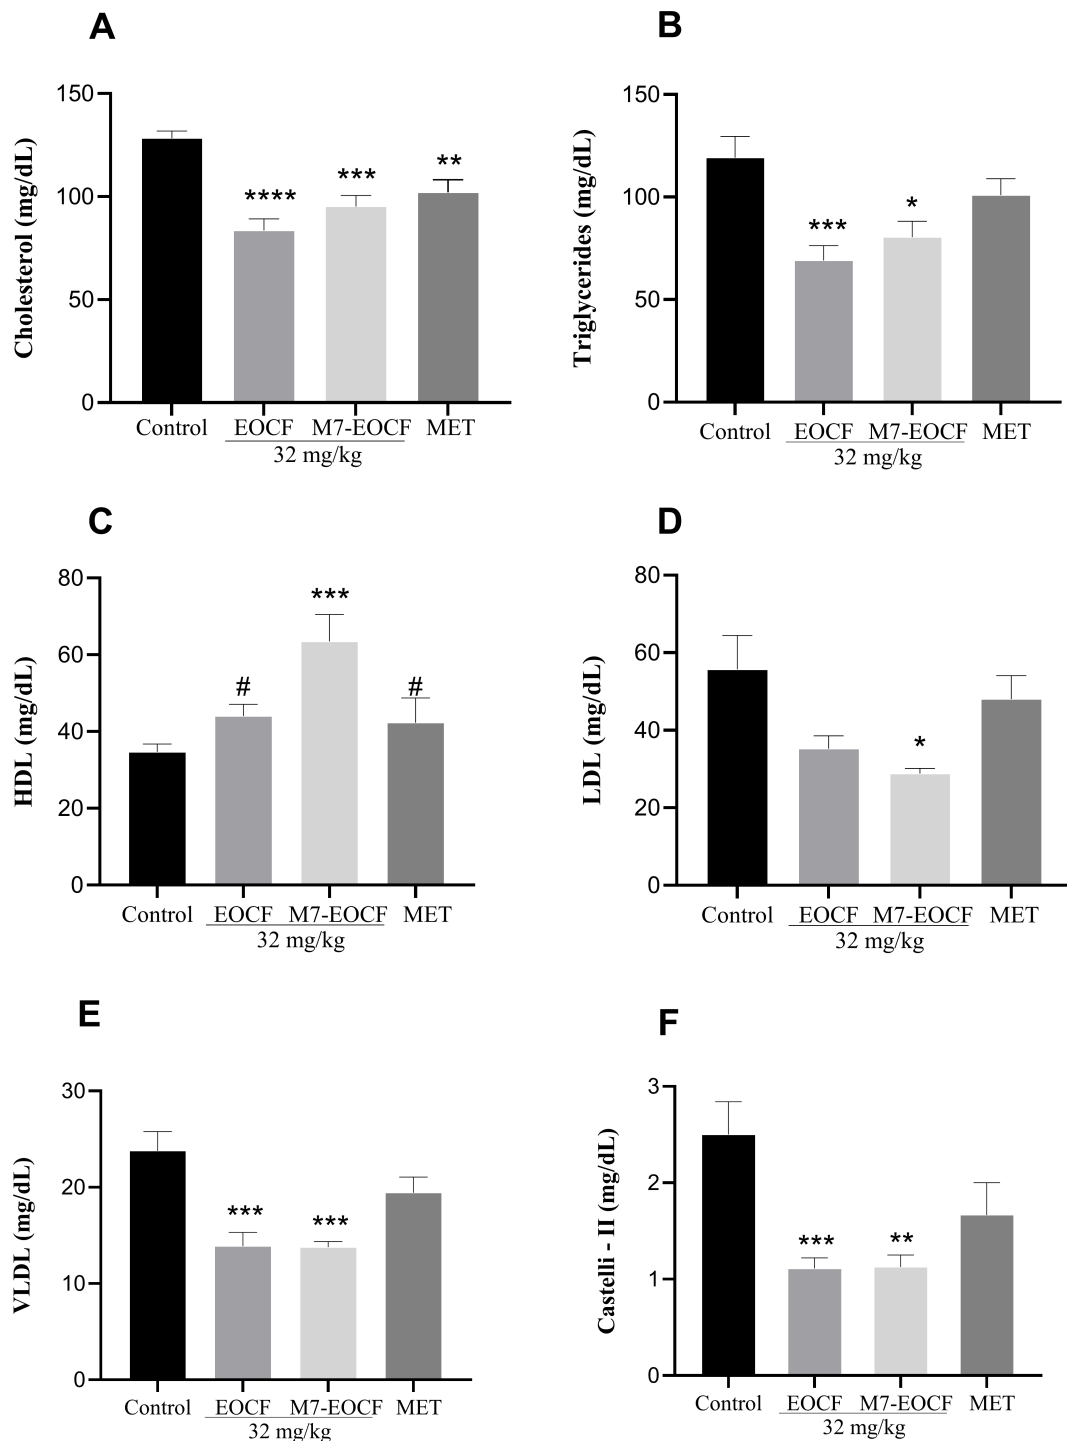 A
Cholesterol (mg/dL)
150
100
50
0
****
***
**
Control EOCF M7-EOCF MET
32 mg/kg
B
Triglycerides (mg/dL)
150
100
50
0
***
*
Control EOCF M7-EOCF MET
32 mg/kg
C
HDL (mg/dL)
80
60
40
20
0
#
***
#
Control EOCF M7-EOCF MET
32 mg/kg
D
LDL (mg/dL)
80
60
40
20
0
*
Control EOCF M7-EOCF MET
32 mg/kg
E
VLDL (mg/dL)
30
20
10
0
***
***
Control EOCF M7-EOCF MET
32 mg/kg
F
Castelli - II (mg/dL)
3
2
1
0
***
**
Control EOCF M7-EOCF MET
32 mg/kg